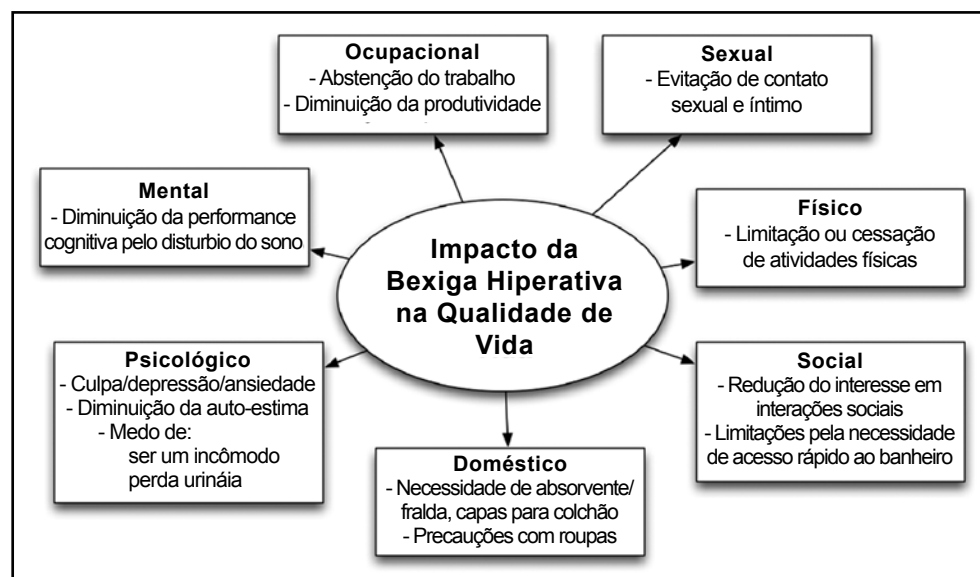 Ocupacional
- Abstenção do trabalho
- Diminuição da produtividade
Sexual
- Evitação de contato
sexual e íntimo
Mental
- Diminuição da performance
cognitiva pelo disturbio do sono
Físico
- Limitação ou cessação
de atividades físicas
Impacto da
Bexiga Hiperativa
na Qualidade de
Vida
Psicológico
- Culpa/depressão/ansiedade
- Diminuição da auto-estima
- Medo de:
ser um incômodo
perda urináia
Social
- Redução do interesse em
interações sociais
- Limitações pela necessidade
de acesso rápido ao banheiro
Doméstico
- Necessidade de absorvente/
fralda, capas para colchão
- Precauções com roupas